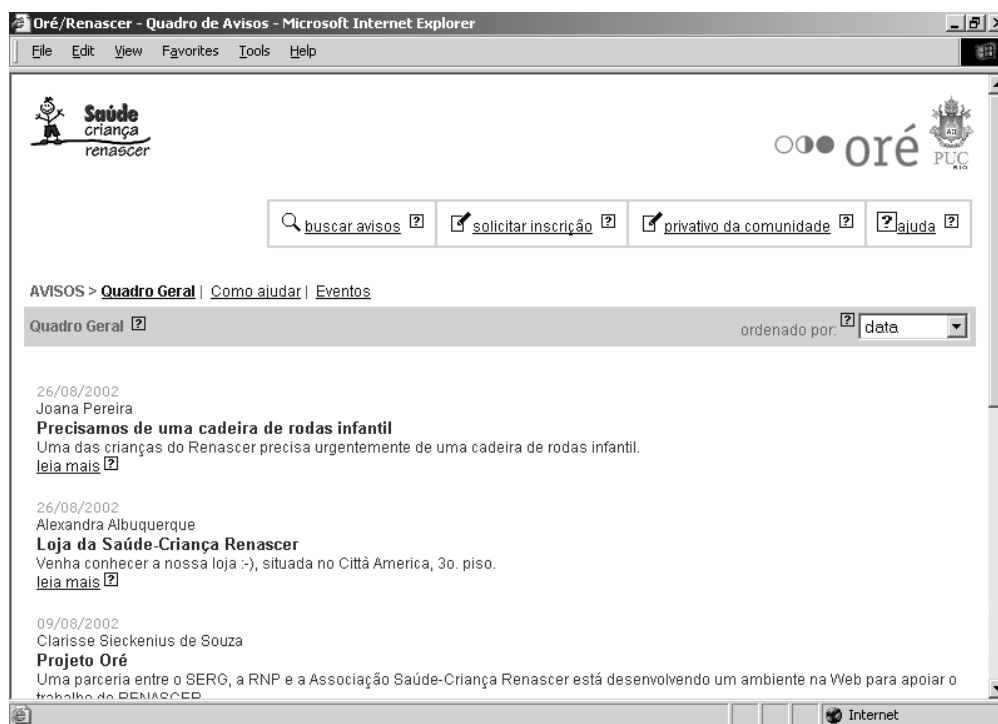 Oré/Renascer - Quadro de Avisos - Microsoft Internet Explorer
File Edit View Favorites Tools Help
Saúde
criança
renascer
oré
PUC
RIO
buscar avisos ? solicitar inscrição ? privativo da comunidade ? ? ajuda ?
AVISOS > Quadro Geral | Como ajudar | Eventos
Quadro Geral ? ordenado por: ? data
26/08/2002
Joana Pereira
Precisamos de uma cadeira de rodas infantil
Uma das crianças do Renascer precisa urgentemente de uma cadeira de rodas infantil.
leia mais ?
26/08/2002
Alexandra Albuquerque
Loja da Saúde-Criança Renascer
Venha conhecer a nossa loja :-), situada no Città America, 3o. piso.
leia mais ?
09/08/2002
Clarisse Sieckenius de Souza
Projeto Oré
Uma parceria entre o SERG, a RNP e a Associação Saúde-Criança Renascer está desenvolvendo um ambiente na Web para apoiar o
trabalho do RENASCER
Internet